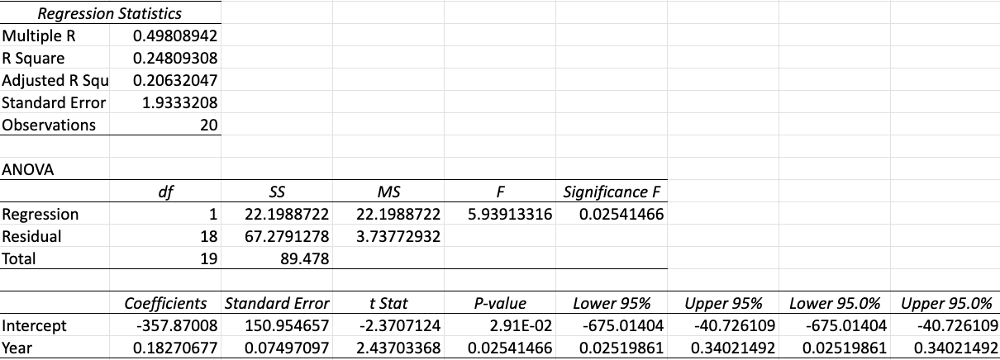 Regression Statistics
Multiple R 0.49808942
R Square 0.24809308
Adjusted R Squ 0.20632047
Standard Error 1.9333208
Observations 20
ANOVA
df SS MS F Significance F
Regression 1 22.1988722 22.1988722 5.93913316 0.02541466
Residual 18 67.2791278 3.73772932
Total 19 89.478
Coefficients Standard Error t Stat P-value Lower 95% Upper 95% Lower 95.0% Upper 95.0%
Intercept -357.87008 150.954657 -2.3707124 2.91E-02 -675.01404 -40.726109 -675.01404 -40.726109
Year 0.18270677 0.07497097 2.43703368 0.02541466 0.02519861 0.34021492 0.02519861 0.34021492